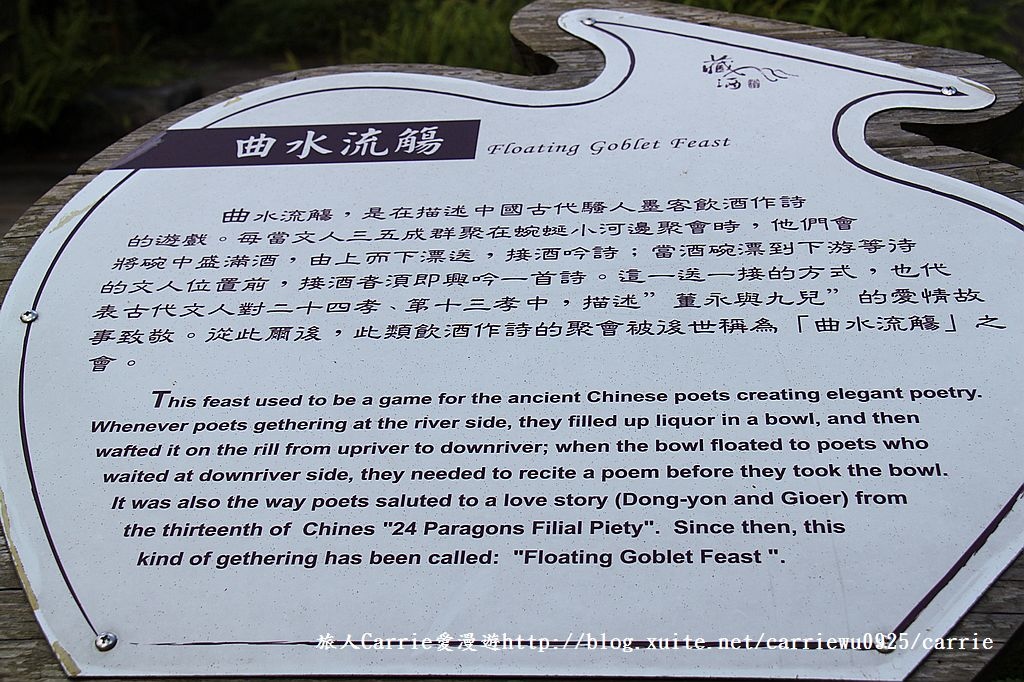 藏酒
曲水流觴 Floating Goblet Feast
曲水流觴，是在描述中國古代騷人墨客飲酒作詩
的遊戲。每當文人三五成群聚在蜿蜒小河邊聚會時，他們會
將碗中盛滿酒，由上而下漂送，接酒吟詩；當酒碗漂到下游等待
的文人位置前，接酒者須即興吟一首詩。這一送一接的方式，也代
表古代文人對二十四孝、第十三孝中，描述”董永與九兒”的愛情故
事致敬。從此爾後，此類飲酒作詩的聚會被後世稱為「曲水流觴」之
會。
This feast used to be a game for the ancient Chinese poets creating elegant poetry.
Whenever poets gethering at the river side, they filled up liquor in a bowl, and then
wafted it on the rill from upriver to downriver; when the bowl floated to poets who
waited at downriver side, they needed to recite a poem before they took the bowl.
It was also the way poets saluted to a love story (Dong-yon and Gioer) from
the thirteenth of Chines "24 Paragons Filial Piety". Since then, this
kind of gethering has been called: "Floating Goblet Feast ".
旅人Carrie愛漫遊http://blog.xuite.net/carriewu0925/carrie